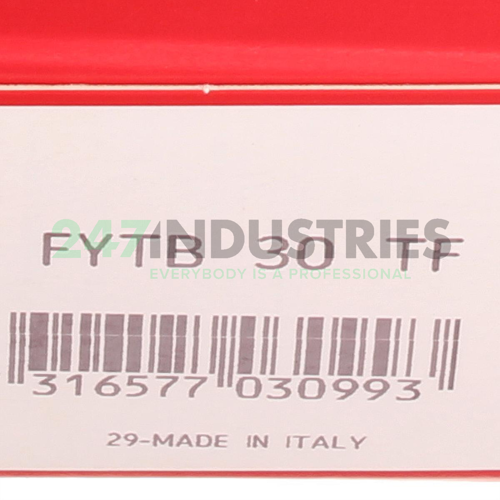 247INDUSTRIES
FYTB 30 TF
EVERYBODY IS A PROFESSIONAL
316577 030993
29-MADE IN ITALY